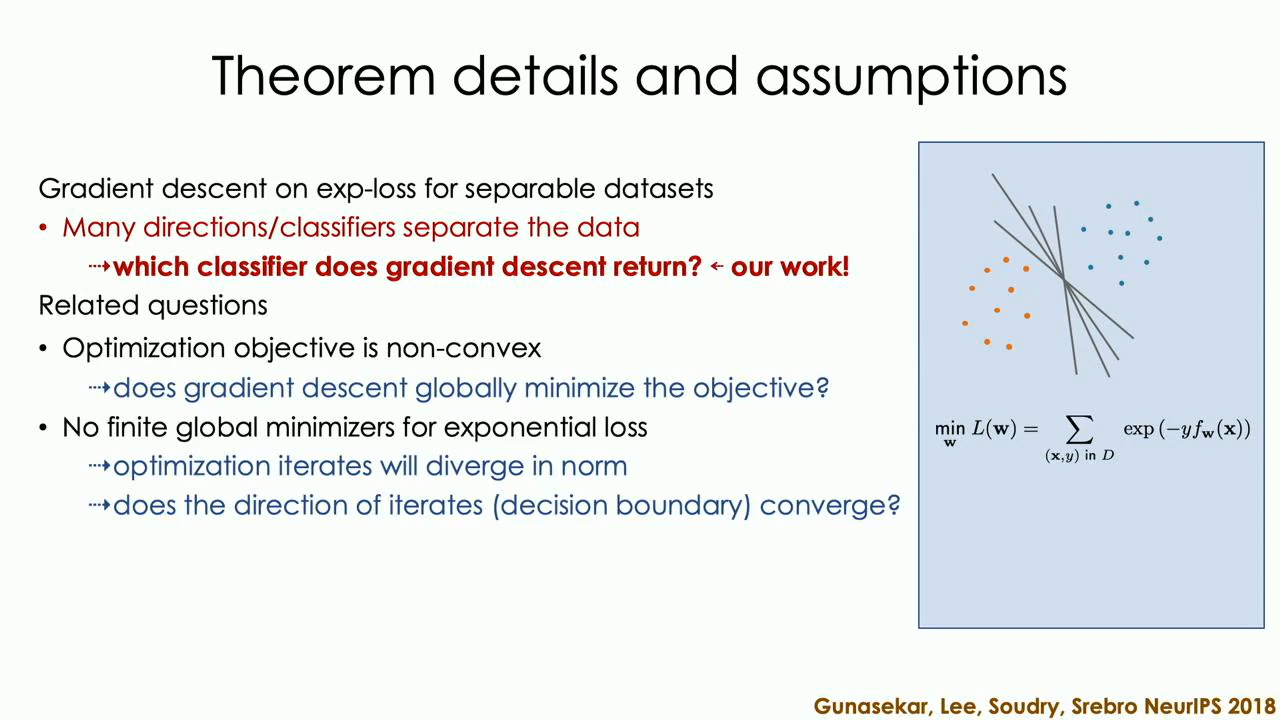 Theorem details and assumptions
Gradient descent on exp-loss for separable datasets
• Many directions/classifiers separate the data
⇢which classifier does gradient descent return? ⇠ our work!
Related questions
• Optimization objective is non-convex
⇢does gradient descent globally minimize the objective?
• No finite global minimizers for exponential loss
⇢optimization iterates will diverge in norm
⇢does the direction of iterates (decision boundary) converge?
min_w L(w) = ∑_{(x,y) in D} exp (−y f_w(x))
Gunasekar, Lee, Soudry, Srebro NeurIPS 2018